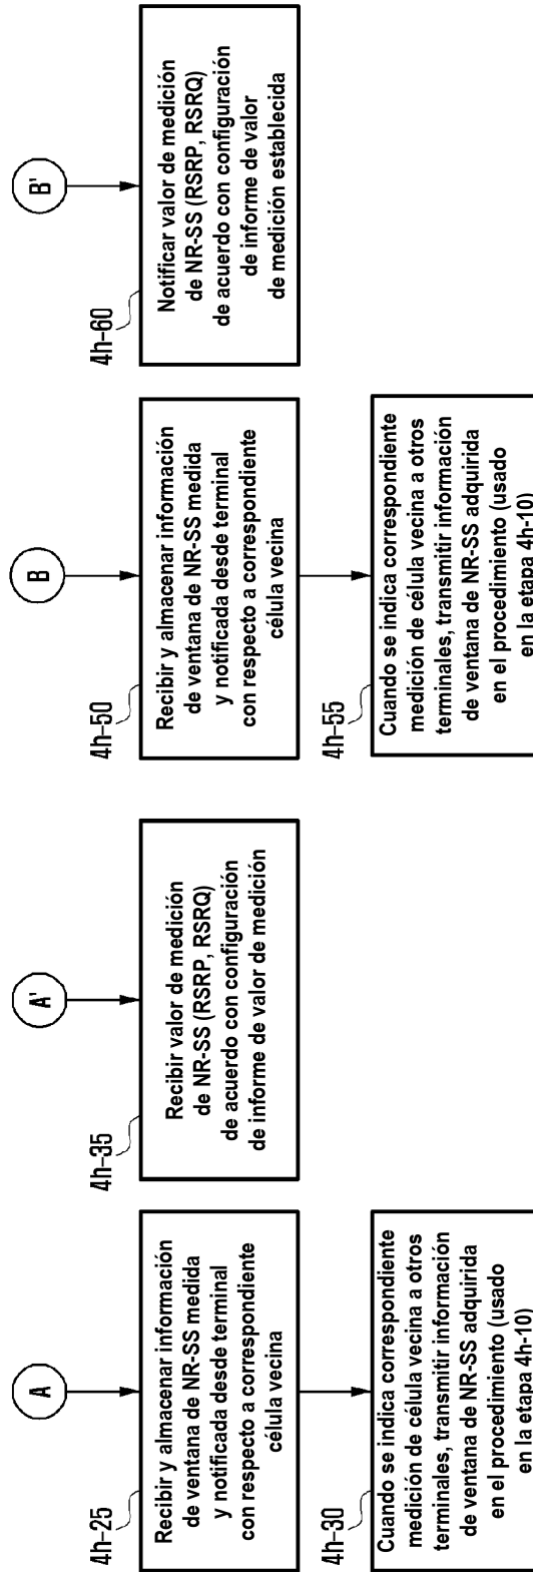 A
4h-25
Recibir y almacenar información
de ventana de NR-SS medida
y notificada desde terminal
con respecto a correspondiente
célula vecina
4h-30
Cuando se indica correspondiente
medición de célula vecina a otros
terminales, transmitir información
de ventana de NR-SS adquirida
en el procedimiento (usado
en la etapa 4h-10)
A'
4h-35
Recibir valor de medición
de NR-SS (RSRP, RSRQ)
de acuerdo con configuración
de informe de valor de medición
B
4h-50
Recibir y almacenar información
de ventana de NR-SS medida
y notificada desde terminal
con respecto a correspondiente
célula vecina
4h-55
Cuando se indica correspondiente
medición de célula vecina a otros
terminales, transmitir información
de ventana de NR-SS adquirida
en el procedimiento (usado
en la etapa 4h-10)
B'
4h-60
Notificar valor de medición
de NR-SS (RSRP, RSRQ)
de acuerdo con configuración
de informe de valor
de medición establecida